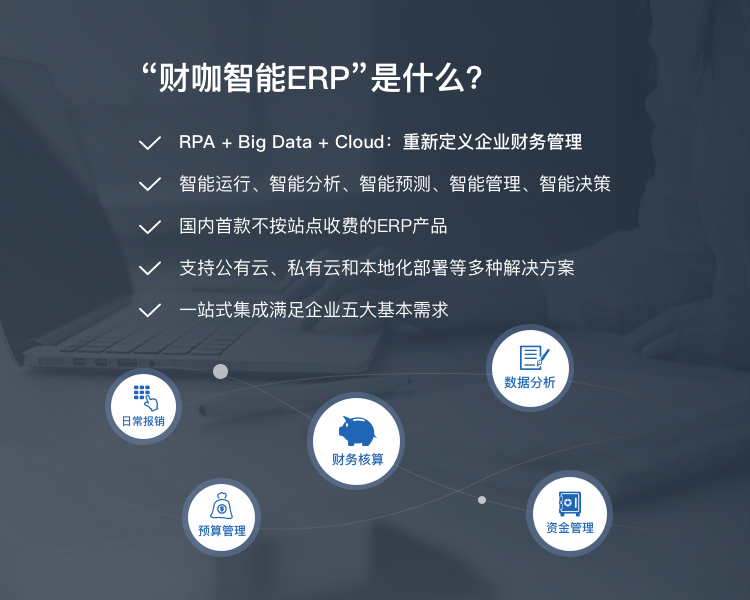 “财咖智能ERP”是什么？
RPA + Big Data + Cloud：重新定义企业财务管理
智能运行、智能分析、智能预测、智能管理、智能决策
国内首款不按站点收费的ERP产品
支持公有云、私有云和本地化部署等多种解决方案
一站式集成满足企业五大基本需求
数据分析
日常报销
财务核算
预算管理
资金管理